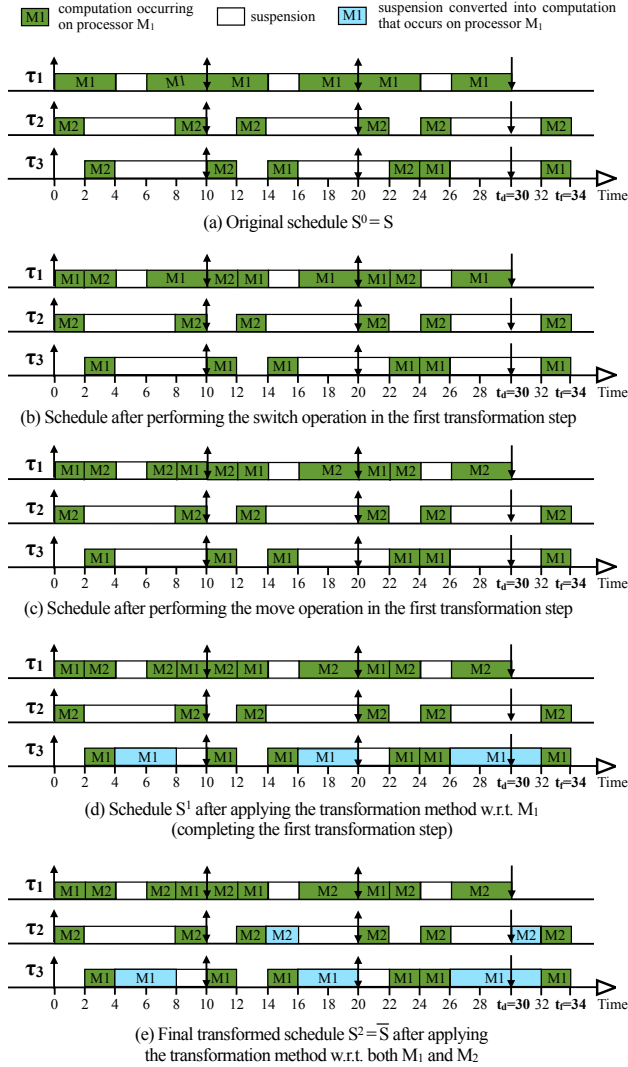 M1 computation occurring on processor M₁
suspension
M1 suspension converted into computation that occurs on processor M₁
τ1 M1 M1 M1 M1 M1 M1
τ2 M2 M2 M2 M2 M2 M2
τ3 M2 M2 M1 M2 M1 M1
0 2 4 6 8 10 12 14 16 18 20 22 24 26 28 t_d=30 32 t_f=34 Time
(a) Original schedule S⁰ = S
τ1 M1 M2 M1 M2 M1 M1 M1 M2 M1
τ2 M2 M2 M2 M2 M2 M2
τ3 M1 M1 M1 M1 M1 M1
0 2 4 6 8 10 12 14 16 18 20 22 24 26 28 t_d=30 32 t_f=34 Time
(b) Schedule after performing the switch operation in the first transformation step
τ1 M1 M2 M2 M1 M2 M1 M2 M1 M2 M2
τ2 M2 M2 M2 M2 M2 M2
τ3 M1 M1 M1 M1 M1 M1
0 2 4 6 8 10 12 14 16 18 20 22 24 26 28 t_d=30 32 t_f=34 Time
(c) Schedule after performing the move operation in the first transformation step
τ1 M1 M2 M2 M1 M2 M1 M2 M1 M2 M2
τ2 M2 M2 M2 M2 M2 M2
τ3 M1 M1 M1 M1 M1 M1 M1 M1 M1
0 2 4 6 8 10 12 14 16 18 20 22 24 26 28 t_d=30 32 t_f=34 Time
(d) Schedule S¹ after applying the transformation method w.r.t. M₁
(completing the first transformation step)
τ1 M1 M2 M2 M1 M2 M1 M2 M1 M2 M2
τ2 M2 M2 M2 M2 M2 M2 M2 M2
τ3 M1 M1 M1 M1 M1 M1 M1 M1 M1
0 2 4 6 8 10 12 14 16 18 20 22 24 26 28 t_d=30 32 t_f=34 Time
(e) Final transformed schedule S² = S̅ after applying
the transformation method w.r.t. both M₁ and M₂